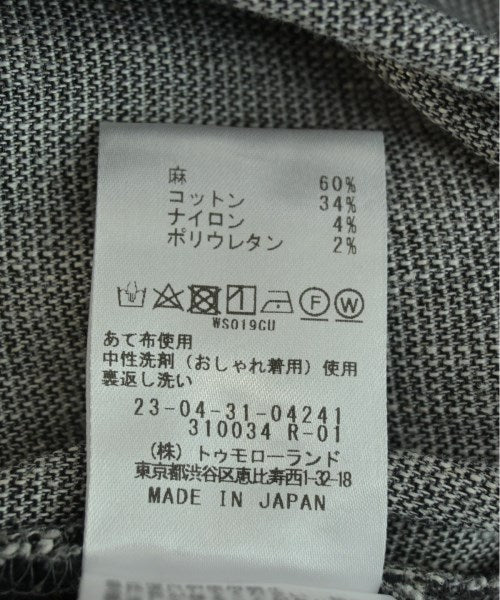 麻 60%
コットン 34%
ナイロン 4%
ポリウレタン 2%
F W
WS019CU
あて布使用
中性洗剤（おしゃれ着用）使用
裏返し洗い
23-04-31-04241
310034 R-01
（株）トゥモローランド
東京都渋谷区恵比寿西1-32-18
MADE IN JAPAN